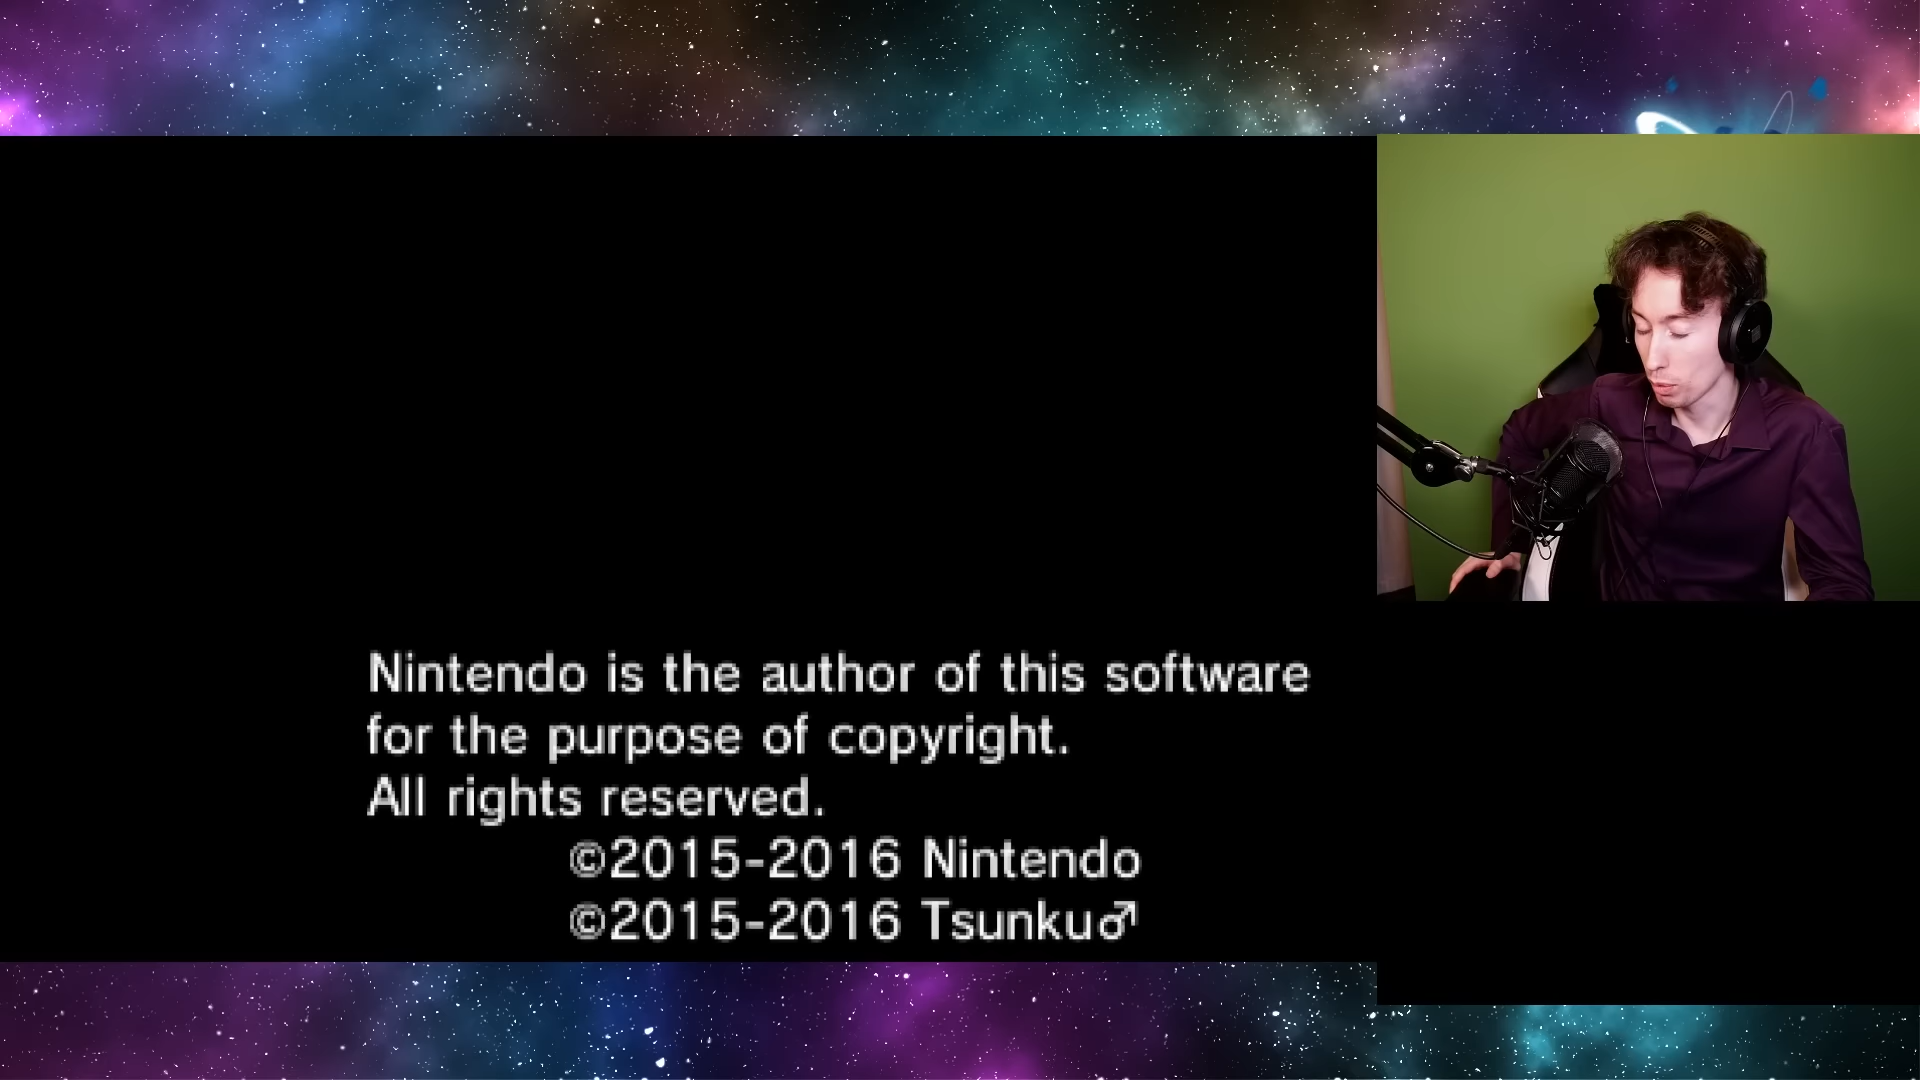 Nintendo is the author of this software
for the purpose of copyright.
All rights reserved.
©2015-2016 Nintendo
©2015-2016 Tsunku♂